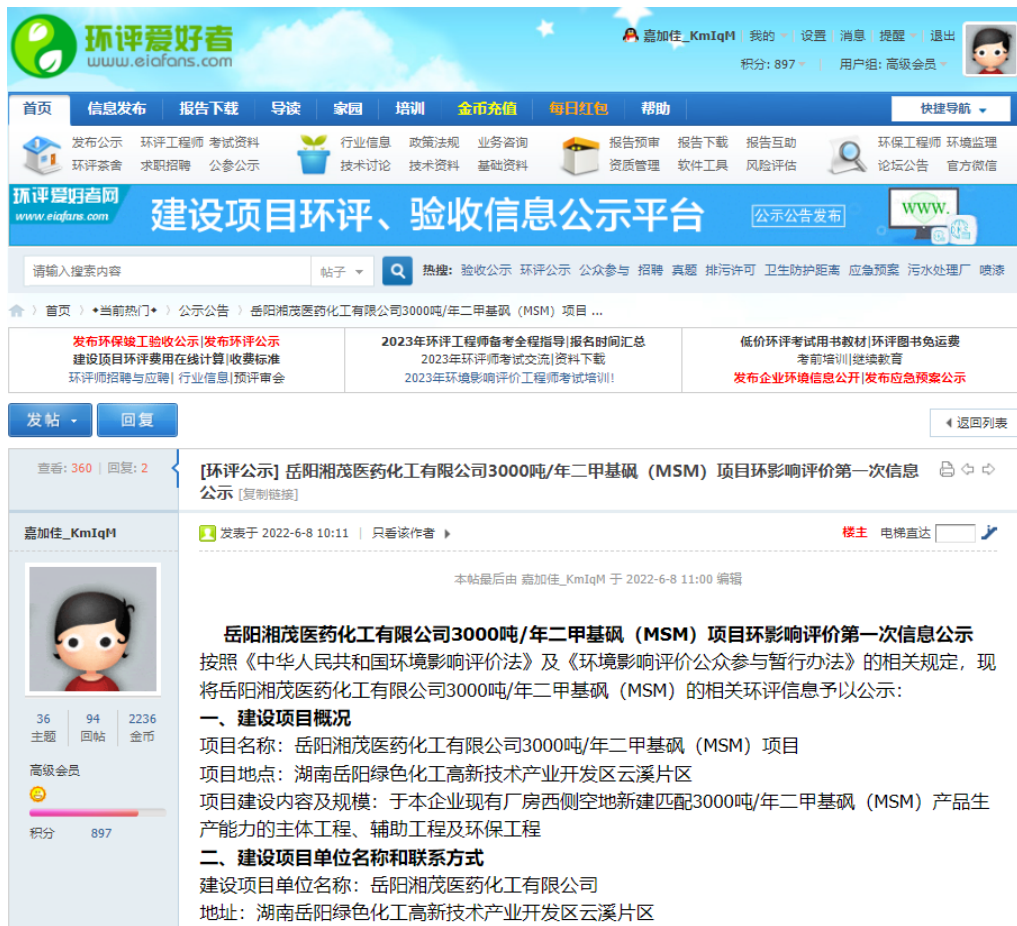 环评爱好者
www.eiafans.com
嘉加佳_KmIqM 我的 设置 消息 提醒 退出
积分: 897 用户组: 高级会员
首页 信息发布 报告下载 导读 家园 培训 金币充值 每日红包 帮助 快捷导航
发布公示 环评工程师 考试资料 行业信息 政策法规 业务咨询 报告预审 报告下载 报告互助 环保工程师 环境监理
环评茶舍 求职招聘 公参公示 技术讨论 技术资料 基础资料 资质管理 软件工具 风险评估 论坛公告 官方微信
环评爱好者网
www.eiafans.com
建设项目环评、验收信息公示平台 公示公告发布 WWW.
请输入搜索内容 帖子 热搜: 验收公示 环评公示 公众参与 招聘 真题 排污许可 卫生防护距离 应急预案 污水处理厂 喷漆
首页 〉 ◆当前热门◆ 〉 公示公告 〉 岳阳湘茂医药化工有限公司3000吨/年二甲基砜（MSM）项目 ...
发布环保竣工验收公示|发布环评公示 2023年环评工程师备考全程指导|报名时间汇总 低价环评考试用书教材|环评图书免运费
建设项目环评费用在线计算|收费标准 2023年环评师考试交流|资料下载 考前培训|继续教育
环评师招聘与应聘| 行业信息|预评审会 2023年环境影响评价工程师考试培训! 发布企业环境信息公开|发布应急预案公示
发帖 回复 返回列表
查看: 360 | 回复: 2
[环评公示] 岳阳湘茂医药化工有限公司3000吨/年二甲基砜（MSM）项目环影响评价第一次信息
公示 [复制链接]
嘉加佳_KmIqM
发表于 2022-6-8 10:11 | 只看该作者 楼主 电梯直达
本帖最后由 嘉加佳_KmIqM 于 2022-6-8 11:00 编辑
岳阳湘茂医药化工有限公司3000吨/年二甲基砜（MSM）项目环影响评价第一次信息公示
按照《中华人民共和国环境影响评价法》及《环境影响评价公众参与暂行办法》的相关规定，现
将岳阳湘茂医药化工有限公司3000吨/年二甲基砜（MSM）的相关环评信息予以公示：
36 94 2236
主题 回帖 金币
高级会员
积分 897
一、建设项目概况
项目名称：岳阳湘茂医药化工有限公司3000吨/年二甲基砜（MSM）项目
项目地点：湖南岳阳绿色化工高新技术产业开发区云溪片区
项目建设内容及规模：于本企业现有厂房西侧空地新建匹配3000吨/年二甲基砜（MSM）产品生
产能力的主体工程、辅助工程及环保工程
二、建设项目单位名称和联系方式
建设项目单位名称：岳阳湘茂医药化工有限公司
地址：湖南岳阳绿色化工高新技术产业开发区云溪片区